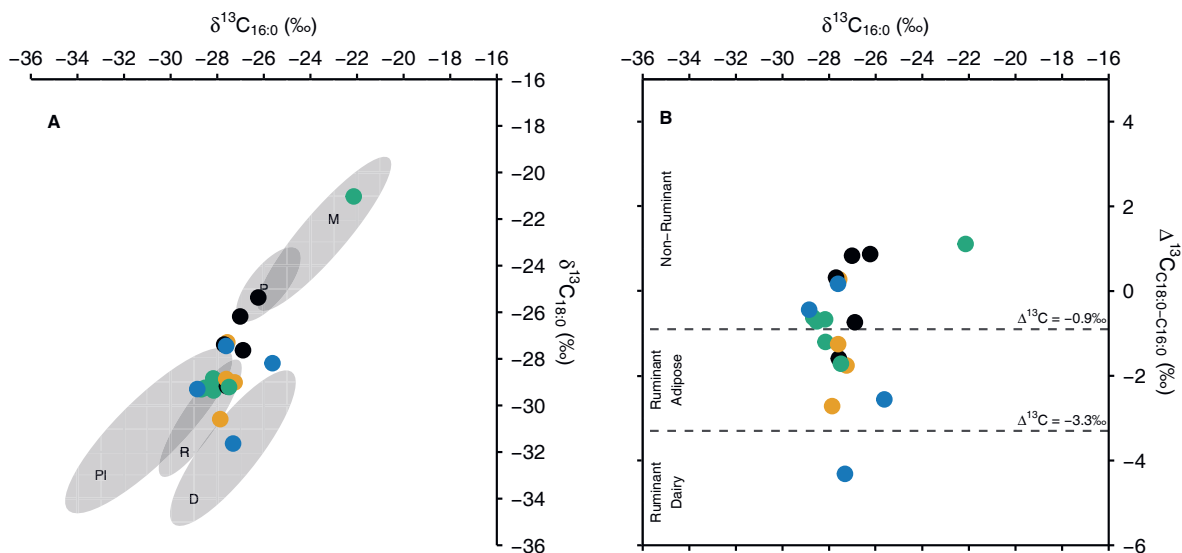 δ¹³C₁₆:₀ (‰)
−36 −34 −32 −30 −28 −26 −24 −22 −20 −18 −16
A
−16
−18
−20
−22
−24
−26
−28
−30
−32
−34
−36
δ¹³C₁₈:₀ (‰)
M
P
R
PI
D
δ¹³C₁₆:₀ (‰)
−36 −34 −32 −30 −28 −26 −24 −22 −20 −18 −16
B
4
2
0
−2
−4
−6
Δ ¹³C C18:0−C16:0 (‰)
Non−Ruminant
Δ¹³C = −0.9‰
Ruminant
Adipose
Δ¹³C = −3.3‰
Ruminant
Dairy